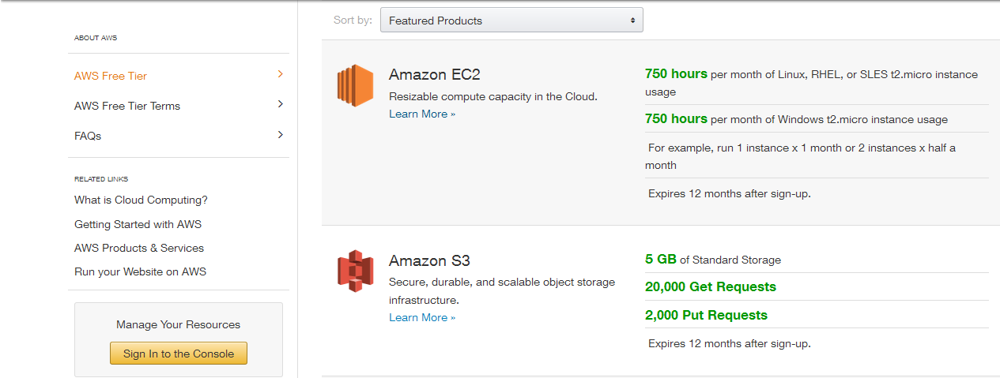 ABOUT AWS
AWS Free Tier
AWS Free Tier Terms
FAQs
RELATED LINKS
What is Cloud Computing?
Getting Started with AWS
AWS Products & Services
Run your Website on AWS
Manage Your Resources
Sign In to the Console
Sort by: Featured Products
Amazon EC2
Resizable compute capacity in the Cloud.
Learn More »
750 hours per month of Linux, RHEL, or SLES t2.micro instance
usage
750 hours per month of Windows t2.micro instance usage
For example, run 1 instance x 1 month or 2 instances x half a
month
Expires 12 months after sign-up.
Amazon S3
Secure, durable, and scalable object storage
infrastructure.
Learn More »
5 GB of Standard Storage
20,000 Get Requests
2,000 Put Requests
Expires 12 months after sign-up.